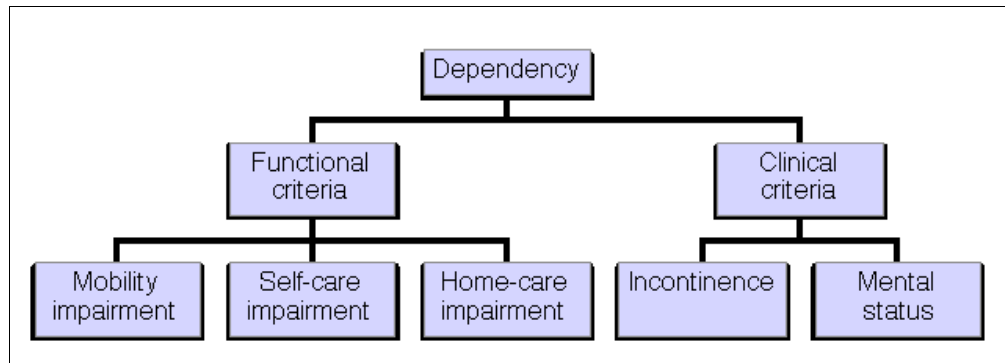 Dependency
Functional
criteria
Clinical
criteria
Mobility
impairment
Self-care
impairment
Home-care
impairment
Incontinence
Mental
status